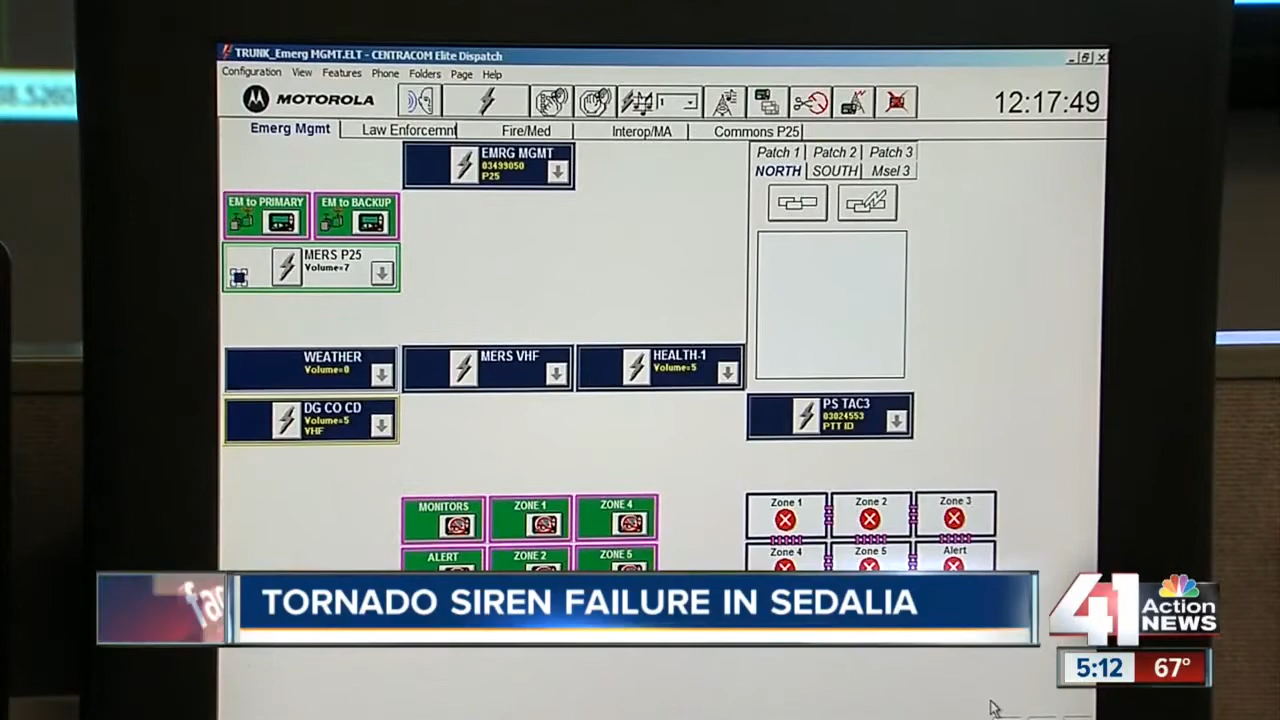 TRUNK_Emerg MGMT.ELT - CENTRACOM Elite Dispatch
Configuration View Features Phone Folders Page Help
MOTOROLA
1
12:17:49
Emerg Mgmt
Law Enforcemnt
Fire/Med
Interop/MA
Commons P25
EMRG MGMT
03499050
P25
Patch 1 Patch 2 Patch 3
NORTH SOUTH Msel 3
EM to PRIMARY
EM to BACKUP
MERS P25
Volume=7
WEATHER
Volume=0
MERS VHF
HEALTH-1
Volume=5
DG CO CD
Volume=5
VHF
PS TAC3
03024553
PTT ID
MONITORS
ZONE 1
ZONE 4
Zone 1
Zone 2
Zone 3
ALERT
ZONE 2
ZONE 5
Zone 4
Zone 5
Alert
TORNADO SIREN FAILURE IN SEDALIA
41
Action
NEWS
5:12
67°